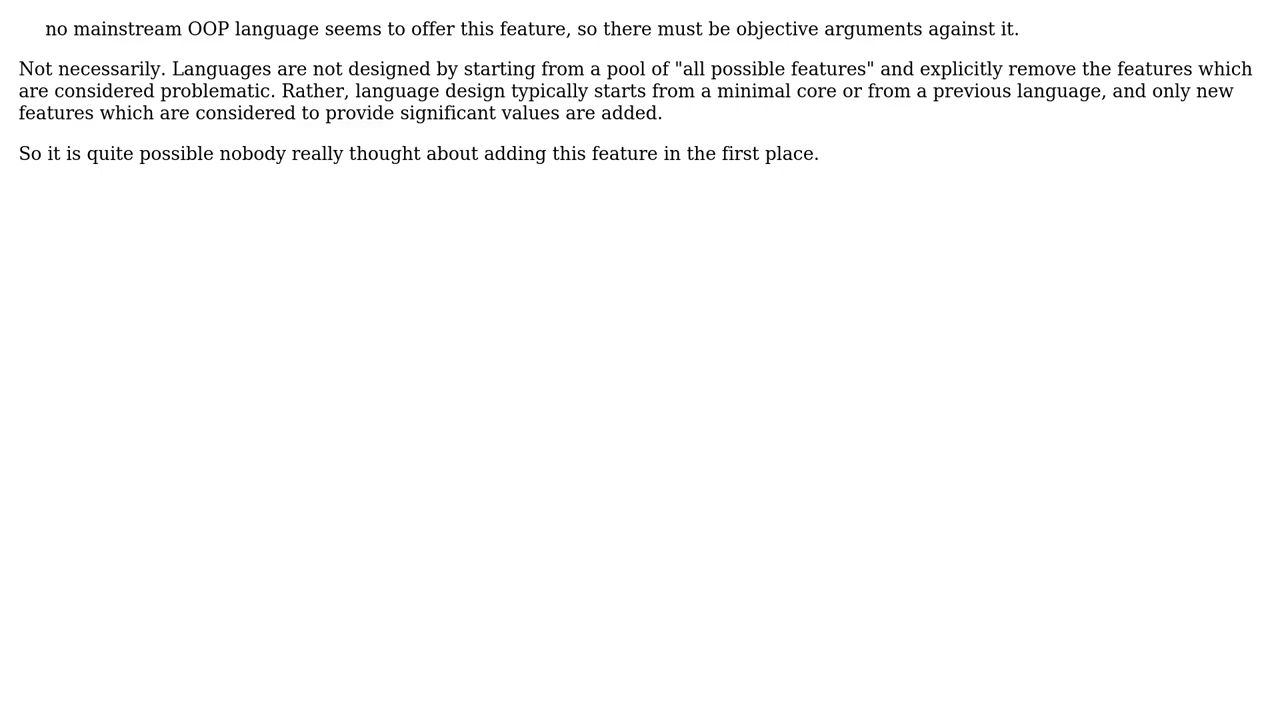 no mainstream OOP language seems to offer this feature, so there must be objective arguments against it.
Not necessarily. Languages are not designed by starting from a pool of "all possible features" and explicitly remove the features which
are considered problematic. Rather, language design typically starts from a minimal core or from a previous language, and only new
features which are considered to provide significant values are added.
So it is quite possible nobody really thought about adding this feature in the first place.